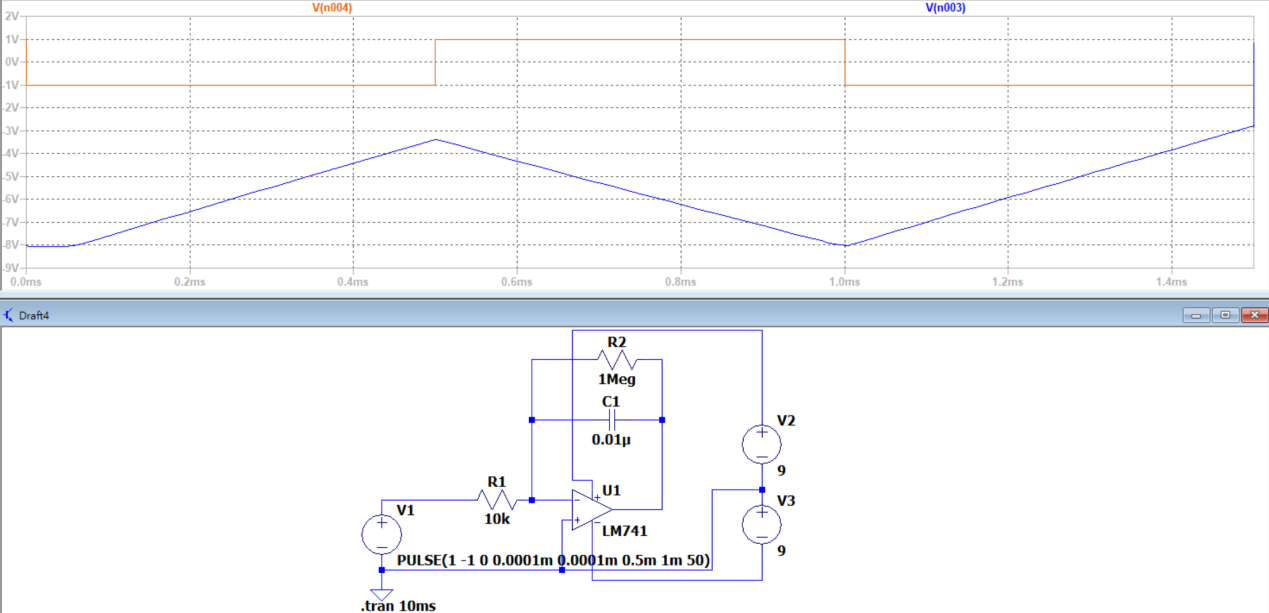 V(n004) V(n003)
2V
1V
0V
-1V
-2V
-3V
-4V
-5V
-6V
-7V
-8V
-9V
0.0ms 0.2ms 0.4ms 0.6ms 0.8ms 1.0ms 1.2ms 1.4ms
Draft4
R2
1Meg
C1
0.01µ
V2
9
R1
10k
U1
LM741
V1
V3
9
PULSE(1 -1 0 0.0001m 0.0001m 0.5m 1m 50)
.tran 10ms